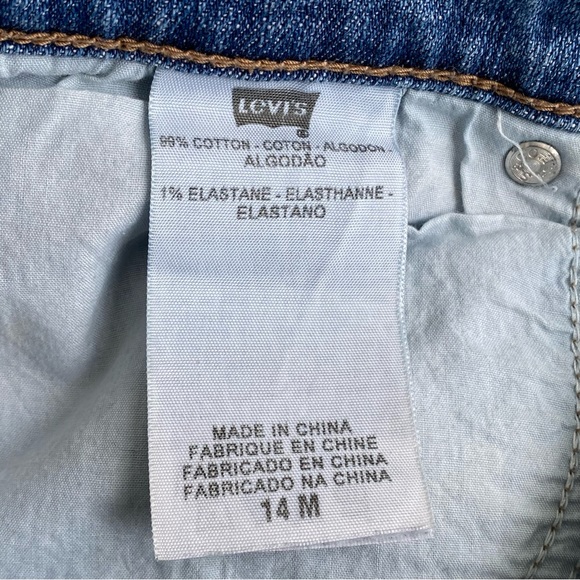 Levi's
®
99% COTTON - COTON - ALGODON
ALGODÃO
1% ELASTANE - ELASTHANNE -
ELASTANO
MADE IN CHINA
FABRIQUE EN CHINE
FABRICADO EN CHINA
FABRICADO NA CHINA
14 M